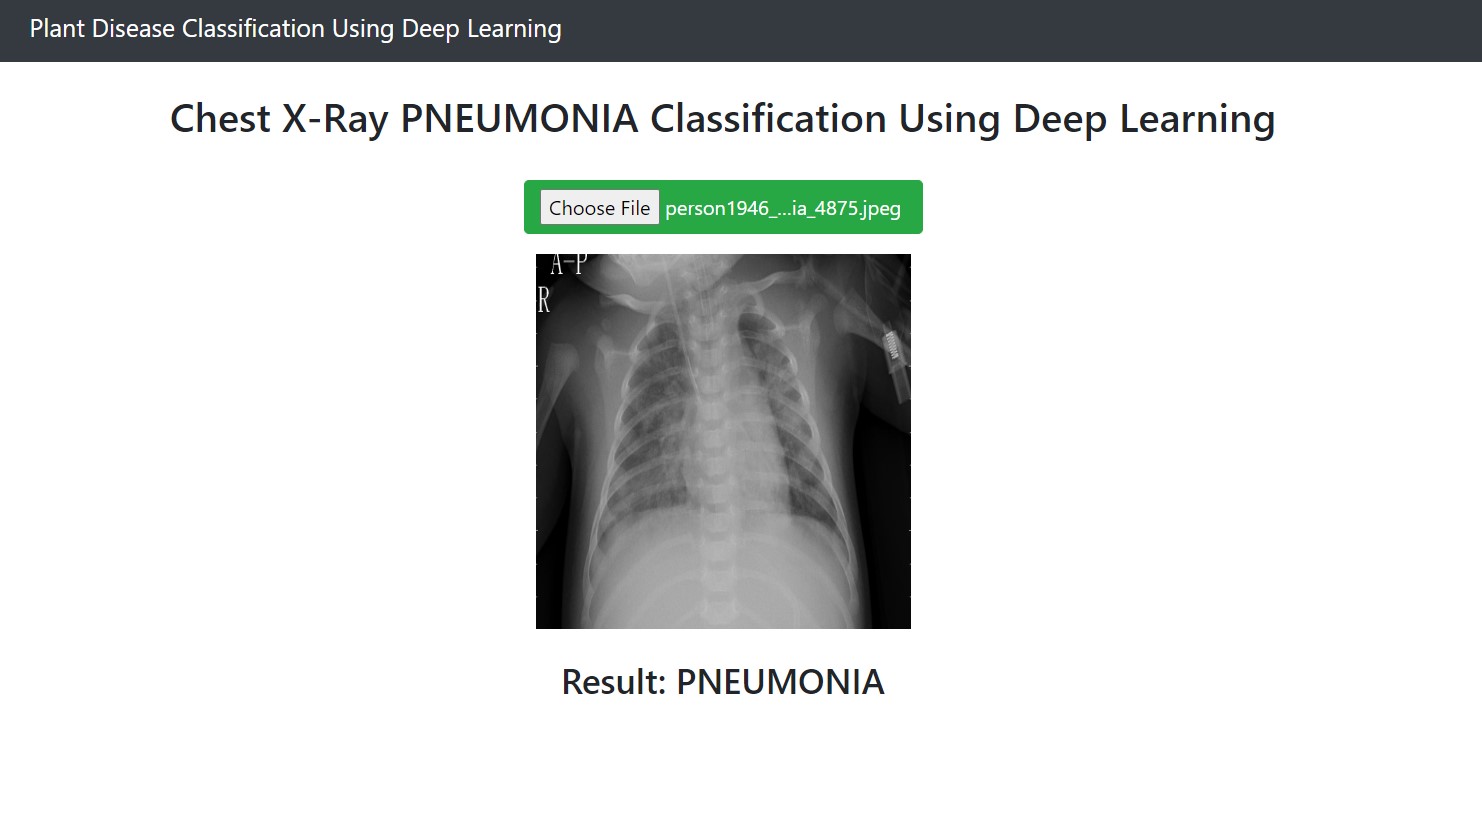 Plant Disease Classification Using Deep Learning
Chest X-Ray PNEUMONIA Classification Using Deep Learning
Choose File person1946_...ia_4875.jpeg
A-P
R
Result: PNEUMONIA